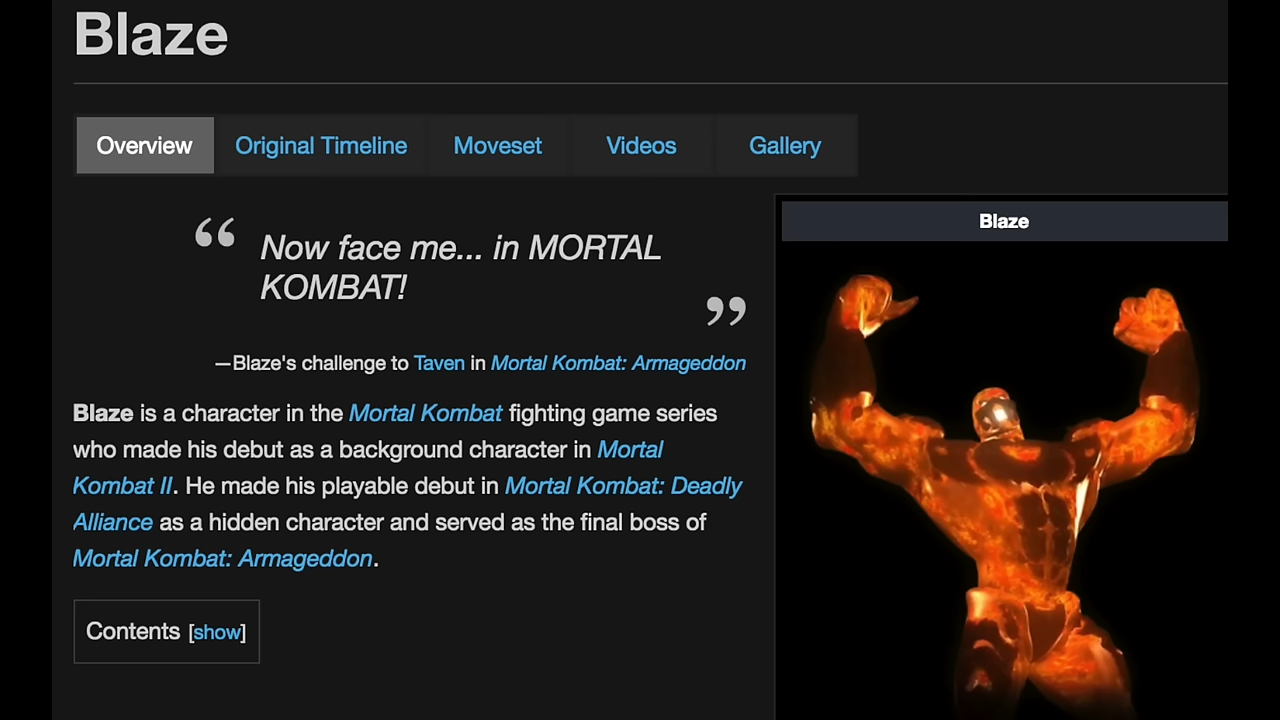 Blaze
Overview Original Timeline Moveset Videos Gallery
“ Now face me... in MORTAL
KOMBAT! ”
—Blaze's challenge to Taven in Mortal Kombat: Armageddon
Blaze is a character in the Mortal Kombat fighting game series
who made his debut as a background character in Mortal
Kombat II. He made his playable debut in Mortal Kombat: Deadly
Alliance as a hidden character and served as the final boss of
Mortal Kombat: Armageddon.
Contents [show]
Blaze